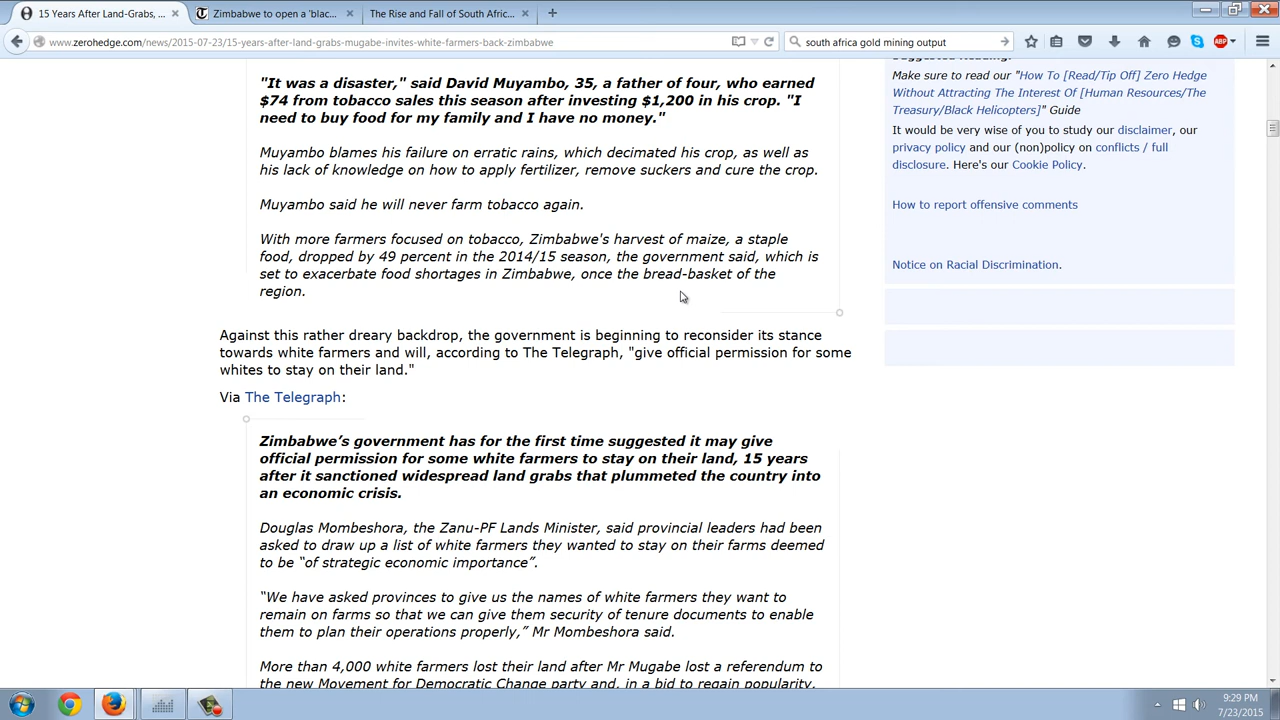 15 Years After Land-Grabs, ...
Zimbabwe to open a 'blac...
The Rise and Fall of South Afric...
www.zerohedge.com/news/2015-07-23/15-years-after-land-grabs-mugabe-invites-white-farmers-back-zimbabwe
south africa gold mining output
ABP
"It was a disaster," said David Muyambo, 35, a father of four, who earned
$74 from tobacco sales this season after investing $1,200 in his crop. "I
need to buy food for my family and I have no money."
Muyambo blames his failure on erratic rains, which decimated his crop, as well as
his lack of knowledge on how to apply fertilizer, remove suckers and cure the crop.
Muyambo said he will never farm tobacco again.
With more farmers focused on tobacco, Zimbabwe's harvest of maize, a staple
food, dropped by 49 percent in the 2014/15 season, the government said, which is
set to exacerbate food shortages in Zimbabwe, once the bread-basket of the
region.
Against this rather dreary backdrop, the government is beginning to reconsider its stance
towards white farmers and will, according to The Telegraph, "give official permission for some
whites to stay on their land."
Via The Telegraph:
Zimbabwe’s government has for the first time suggested it may give
official permission for some white farmers to stay on their land, 15 years
after it sanctioned widespread land grabs that plummeted the country into
an economic crisis.
Douglas Mombeshora, the Zanu-PF Lands Minister, said provincial leaders had been
asked to draw up a list of white farmers they wanted to stay on their farms deemed
to be “of strategic economic importance”.
“We have asked provinces to give us the names of white farmers they want to
remain on farms so that we can give them security of tenure documents to enable
them to plan their operations properly,” Mr Mombeshora said.
More than 4,000 white farmers lost their land after Mr Mugabe lost a referendum to
the new Movement for Democratic Change party and, in a bid to regain popularity,
Suggested Reading:
Make sure to read our "How To [Read/Tip Off] Zero Hedge
Without Attracting The Interest Of [Human Resources/The
Treasury/Black Helicopters]" Guide
It would be very wise of you to study our disclaimer, our
privacy policy and our (non)policy on conflicts / full
disclosure. Here's our Cookie Policy.
How to report offensive comments
Notice on Racial Discrimination.
9:29 PM
7/23/2015